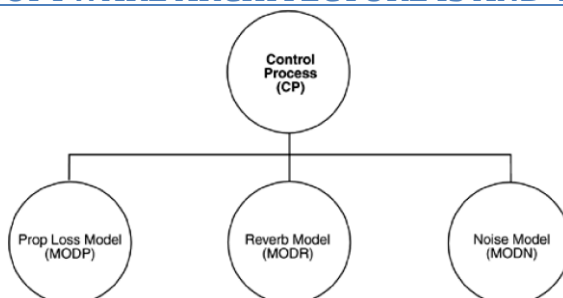 Control
Process
(CP)
Prop Loss Model
(MODP)
Reverb Model
(MODR)
Noise Model
(MODN)